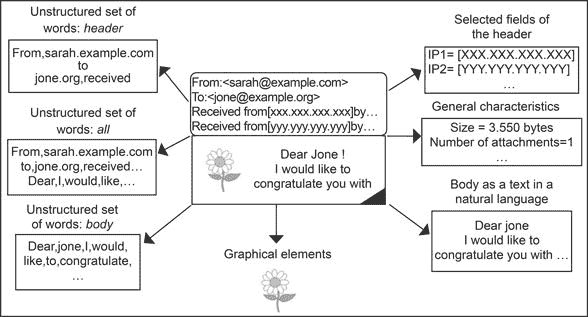 Unstructured set of
words: header
From,sarah.example.com
to
jone.org,received
Unstructured set of
words: all
From,sarah.example.com
to,jone.org,received...
Dear,I,would,like,...
Unstructured set
of words: body
Dear,jone,I,would,
like,to,congratulate,
...
From:<sarah@example.com>
To:<jone@example.org>
Received from[xxx.xxx.xxx.xxx]by...
Received from[yyy.yyy.yyy.yyy]by...
Dear Jone !
I would like to
congratulate you with
Graphical elements
Selected fields of
the header
IP1= [XXX.XXX.XXX.XXX]
IP2= [YYY.YYY.YYY.YYY]
...
General characteristics
Size = 3.550 bytes
Number of attachments=1
...
Body as a text in a
natural language
Dear jone
I would like to
congratulate you with ...